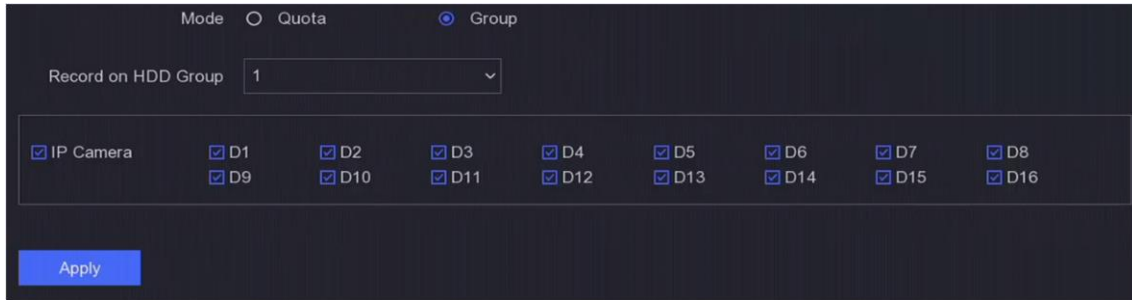 Mode Quota Group
Record on HDD Group 1
IP Camera D1 D2 D3 D4 D5 D6 D7 D8
D9 D10 D11 D12 D13 D14 D15 D16
Apply